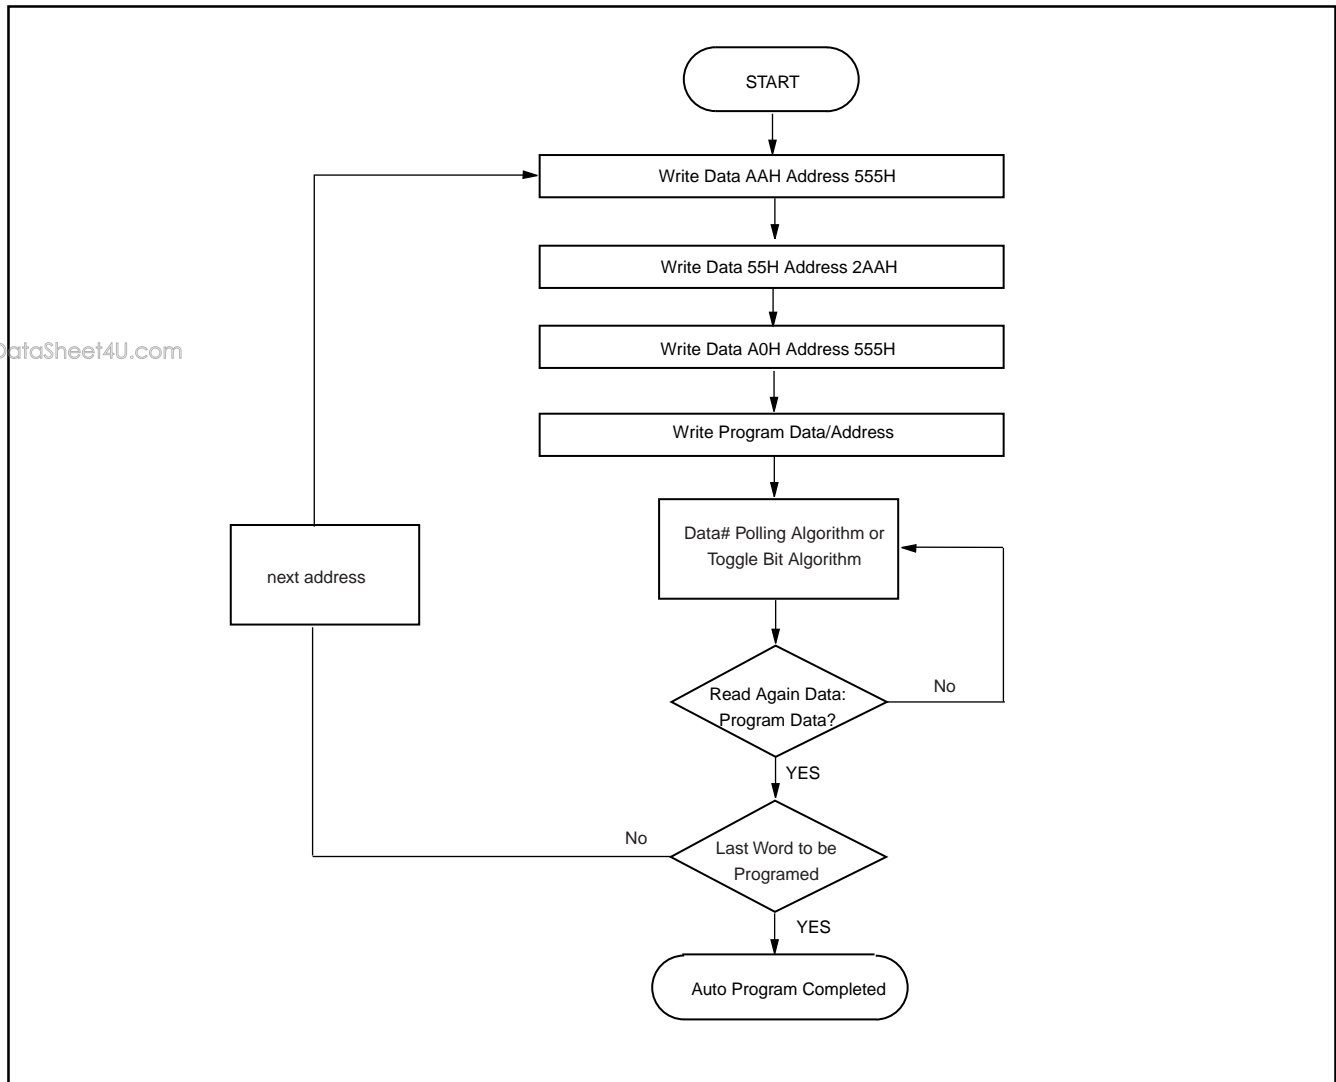 START
Write Data AAH Address 555H
Write Data 55H Address 2AAH
DataSheet4U.com
Write Data A0H Address 555H
Write Program Data/Address
Data# Polling Algorithm or
Toggle Bit Algorithm
next address
Read Again Data:
Program Data?
No
YES
No
Last Word to be
Programed
YES
Auto Program Completed